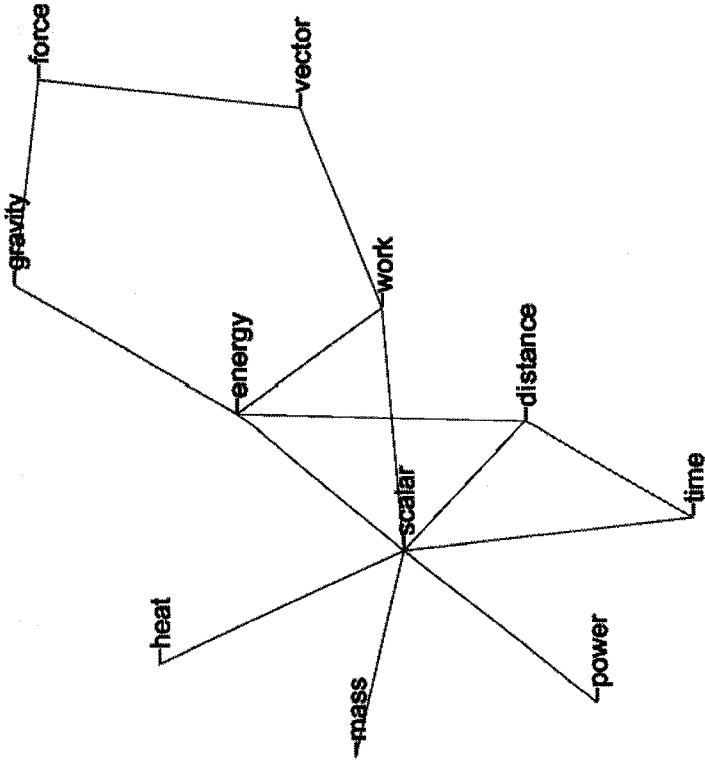 force
vector
gravity
work
energy
distance
scalar
time
heat
power
mass